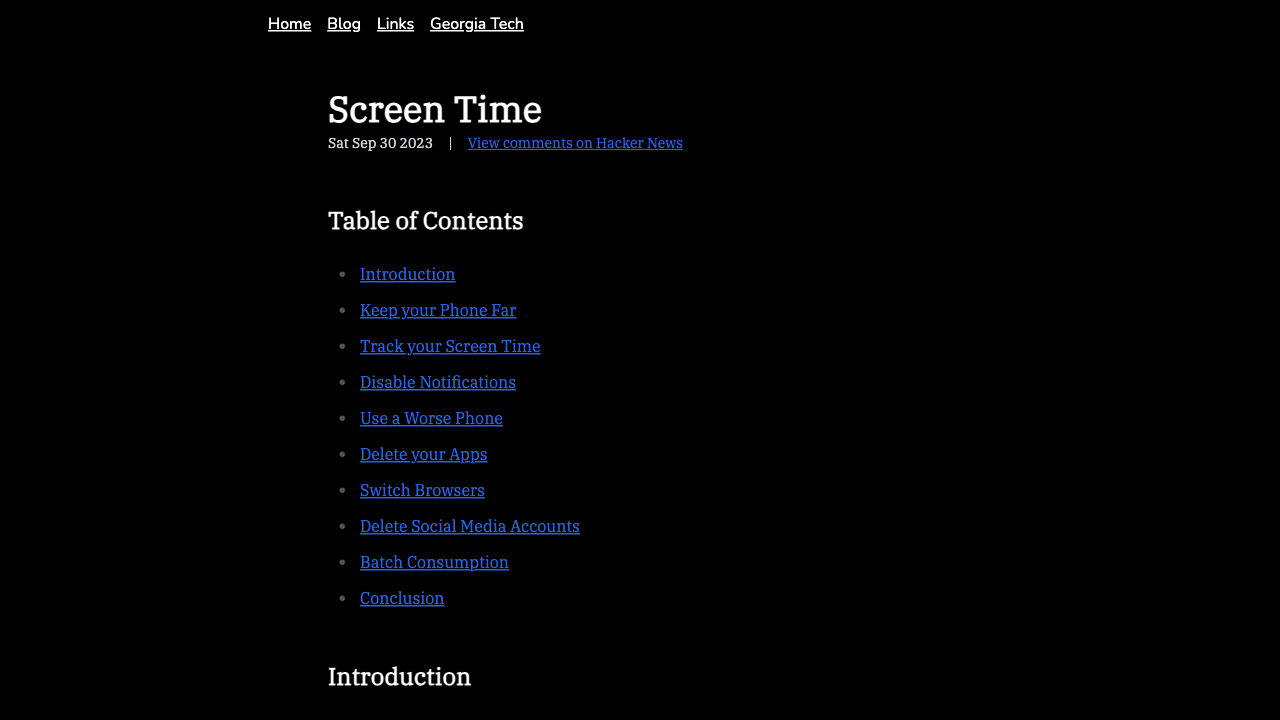 Home Blog Links Georgia Tech
Screen Time
Sat Sep 30 2023 | View comments on Hacker News
Table of Contents
Introduction
Keep your Phone Far
Track your Screen Time
Disable Notifications
Use a Worse Phone
Delete your Apps
Switch Browsers
Delete Social Media Accounts
Batch Consumption
Conclusion
Introduction